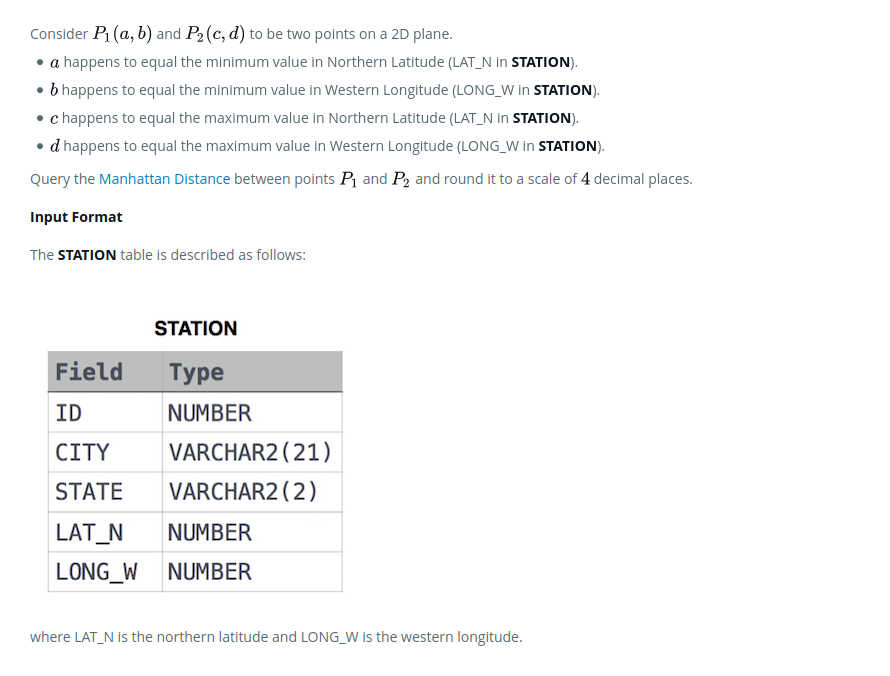 Consider P₁(a, b) and P₂(c, d) to be two points on a 2D plane.
• a happens to equal the minimum value in Northern Latitude (LAT_N in STATION).
• b happens to equal the minimum value in Western Longitude (LONG_W in STATION).
• c happens to equal the maximum value in Northern Latitude (LAT_N in STATION).
• d happens to equal the maximum value in Western Longitude (LONG_W in STATION).
Query the Manhattan Distance between points P₁ and P₂ and round it to a scale of 4 decimal places.
Input Format
The STATION table is described as follows:
STATION
Field Type
ID NUMBER
CITY VARCHAR2(21)
STATE VARCHAR2(2)
LAT_N NUMBER
LONG_W NUMBER
where LAT_N is the northern latitude and LONG_W is the western longitude.